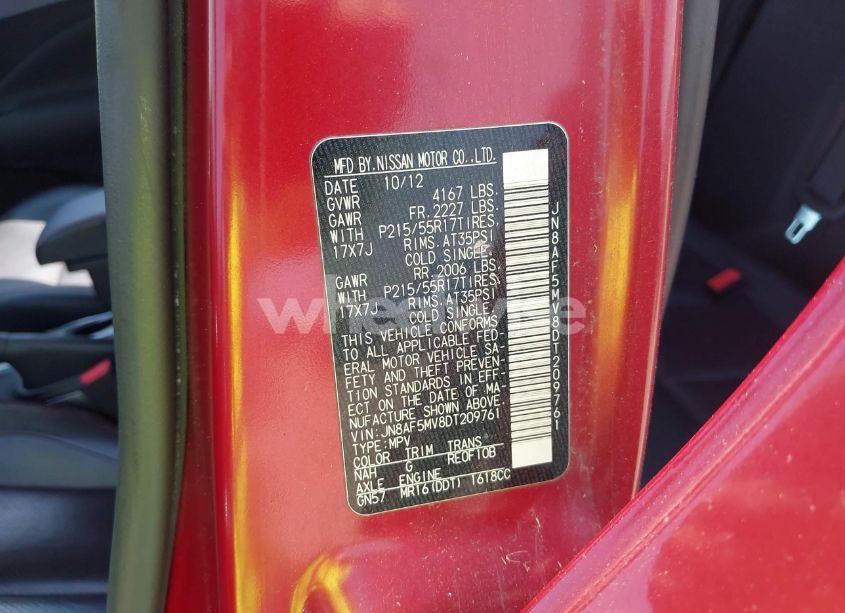 MFD BY.NISSAN MOTOR CO.,LTD.
DATE 10/12
GVWR 4167 LBS.
GAWR FR.2227 LBS.
WITH P215/55R17TIRES,
17X7J RIMS.AT35PSI,
COLD SINGLE.
GAWR RR.2006 LBS.
WITH P215/55R17TIRES,
17X7J RIMS.AT35PSI
COLD SINGLE.
THIS VEHICLE CONFORMS
TO ALL APPLICABLE FED-
ERAL MOTOR VEHICLE SA-
FETY AND THEFT PREVEN-
TION STANDARDS IN EFF-
ECT ON THE DATE OF MA-
NUFACTURE SHOWN ABOVE.
VIN:JN8AF5MV8DT209761
TYPE:MPV
COLOR TRIM TRANS
NAH G RE0F10B
AXLE ENGINE
GN57 MR16(DDT) 1618CC
JN8AF5MV8DT209761